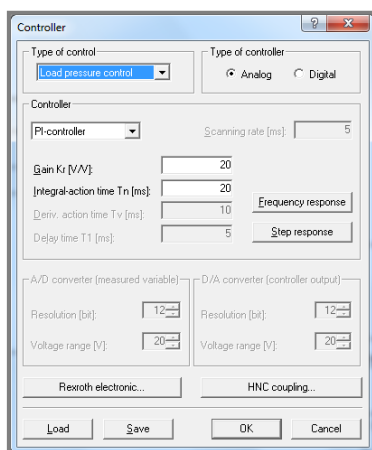 Controller
Type of control
Load pressure control
Type of controller
Analog
Digital
Controller
PI-controller
Scanning rate [ms]: 5
Gain Kr [V/V]: 20
Integral-action time Tn [ms]: 20
Deriv. action time Tv [ms]: 10
Delay time T1 [ms]: 5
Frequency response
Step response
A/D converter (measured variable)
Resolution [bit]: 12
Voltage range [V]: 20
D/A converter (controller output)
Resolution [bit]: 12
Voltage range [V]: 20
Rexroth electronic...
HNC coupling...
Load
Save
OK
Cancel